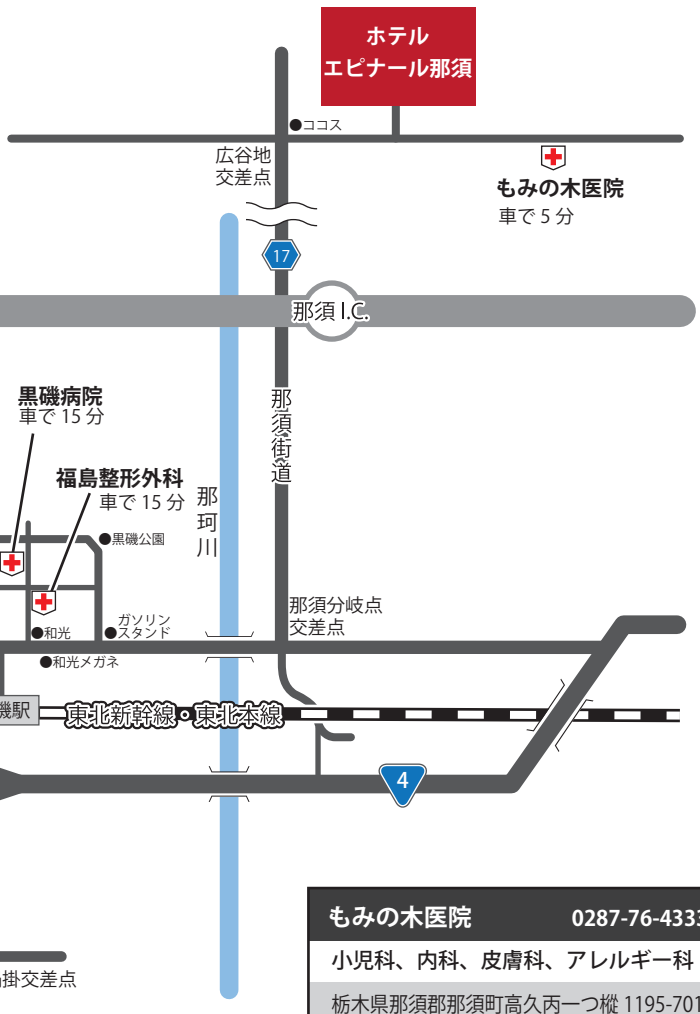 ホテル
エピナール那須
●ココス
広谷地
交差点
もみの木医院
車で 5 分
17
那須 I.C.
黒磯病院
車で 15 分
那須街道
福島整形外科
車で 15 分
那珂川
●黒磯公園
那須分岐点
交差点
ガソリン
●スタンド
●和光
●和光メガネ
磯駅
東北新幹線・東北本線
4
掛交差点
もみの木医院 0287-76-4333
小児科、内科、皮膚科、アレルギー科
栃木県那須郡那須町高久丙一つ樅 1195-701